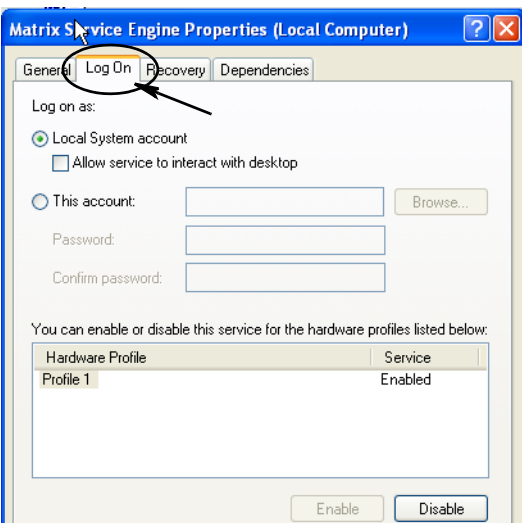 Matrix Service Engine Properties (Local Computer)
General Log On Recovery Dependencies
Log on as:
Local System account
Allow service to interact with desktop
This account: Browse...
Password:
Confirm password:
You can enable or disable this service for the hardware profiles listed below:
Hardware Profile Service
Profile 1 Enabled
Enable Disable